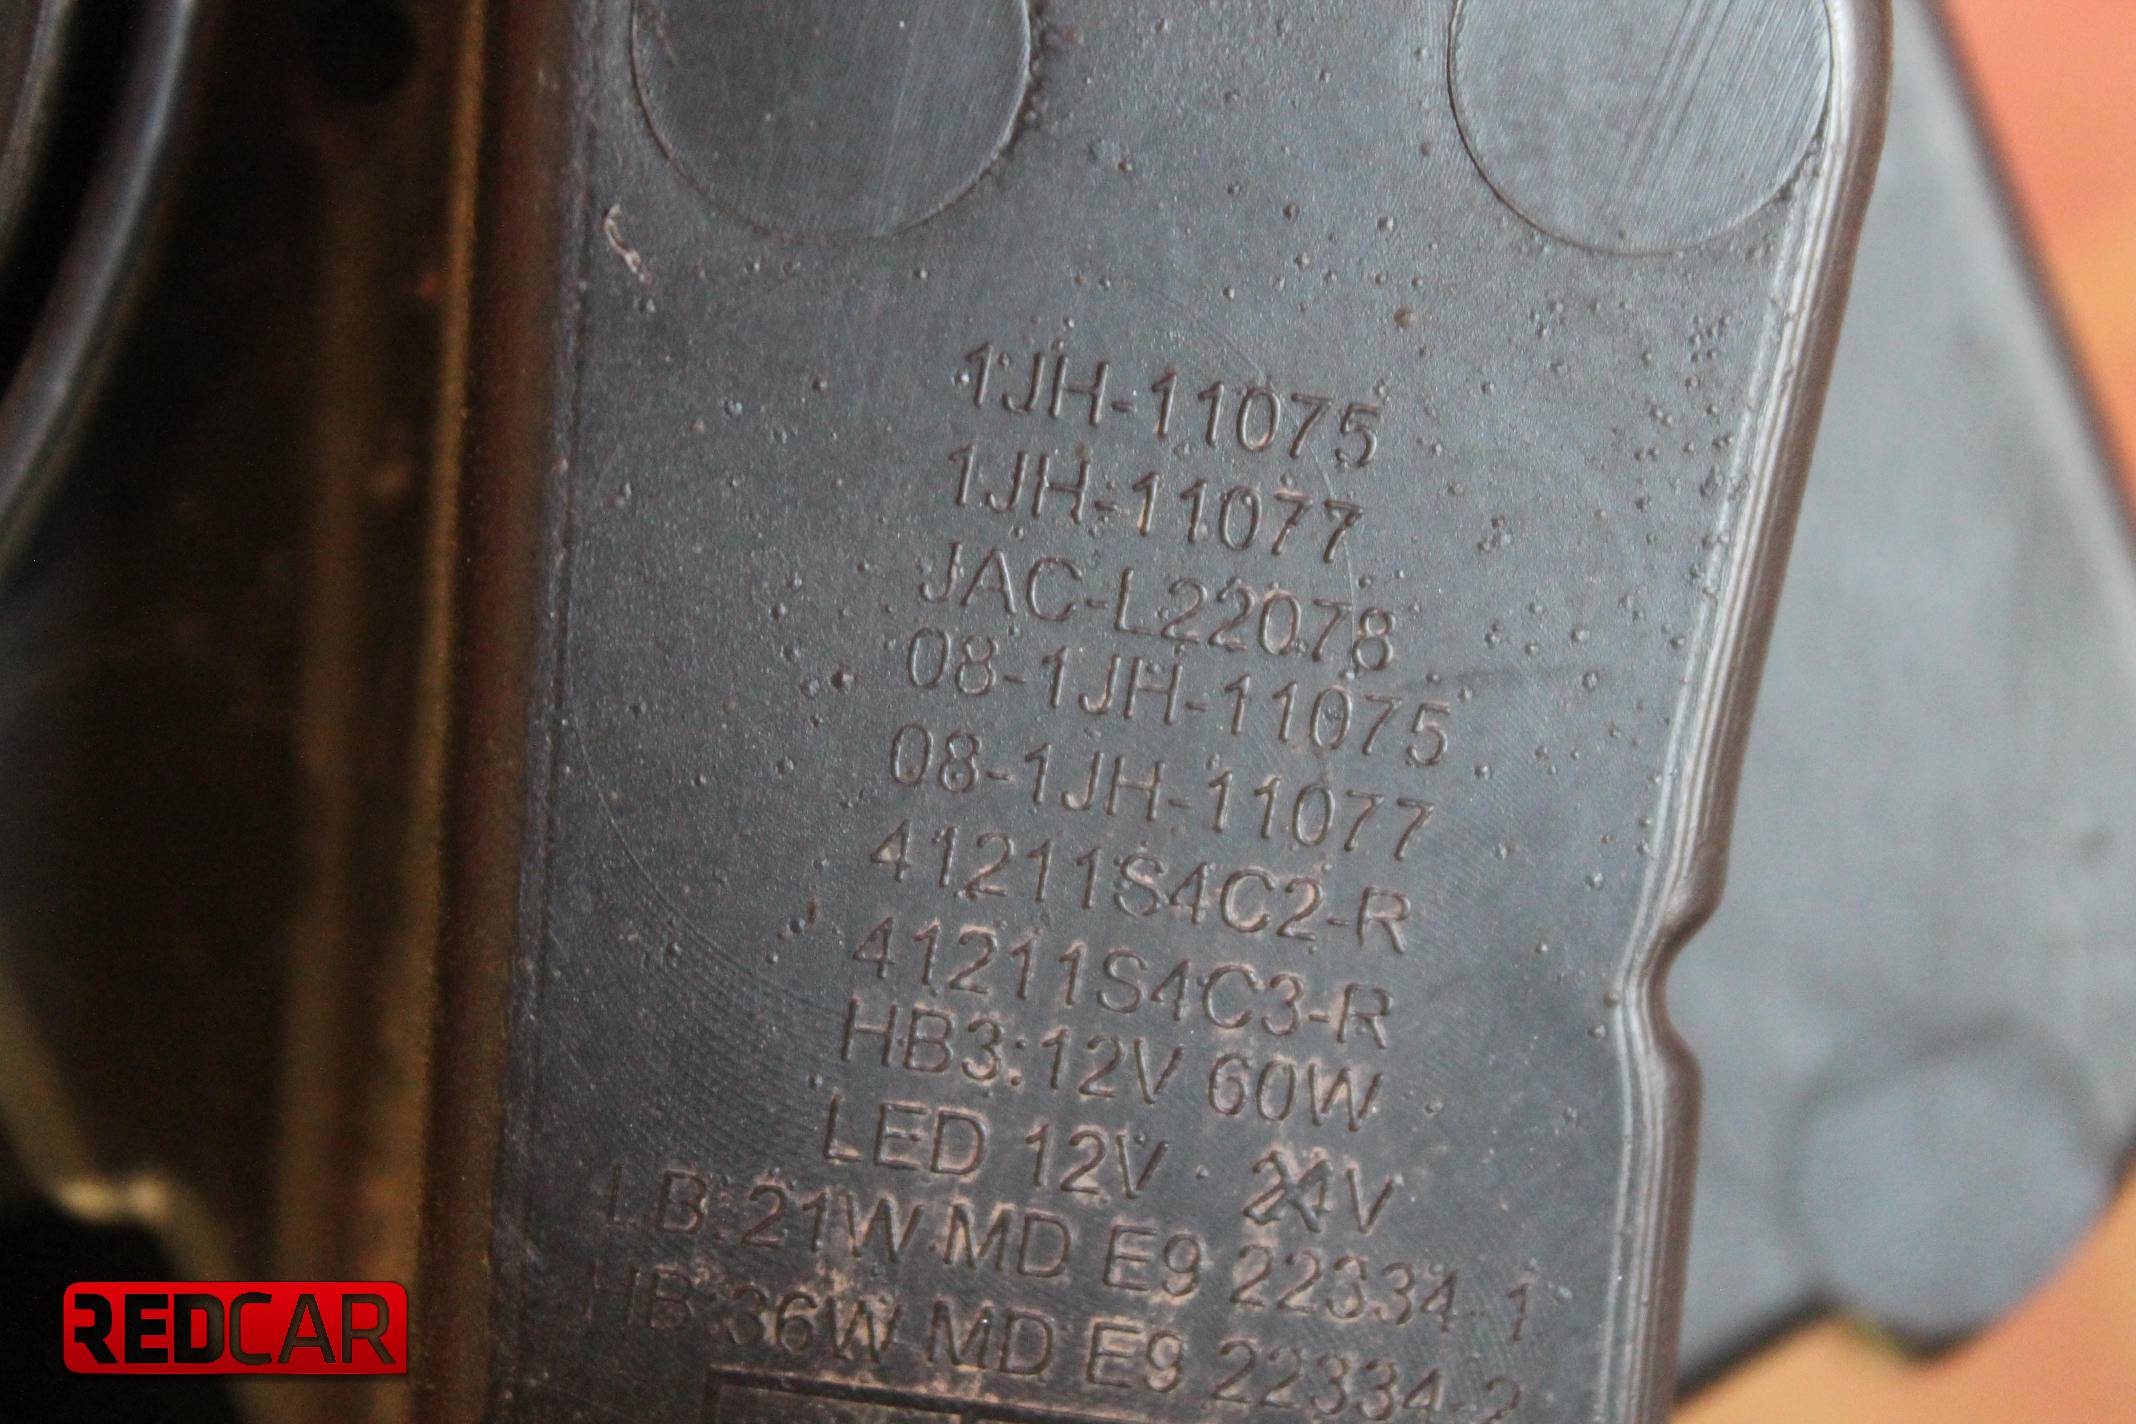 1JH-11075
1JH-11077
JAC-L22078
08-1JH-11075
08-1JH-11077
41211S4C2-R
41211S4C3-R
HB3:12V 60W
LED 12V · 24V
LB:21W MD E9 22334-1
HB:36W MD E9 22334-2
REDCAR